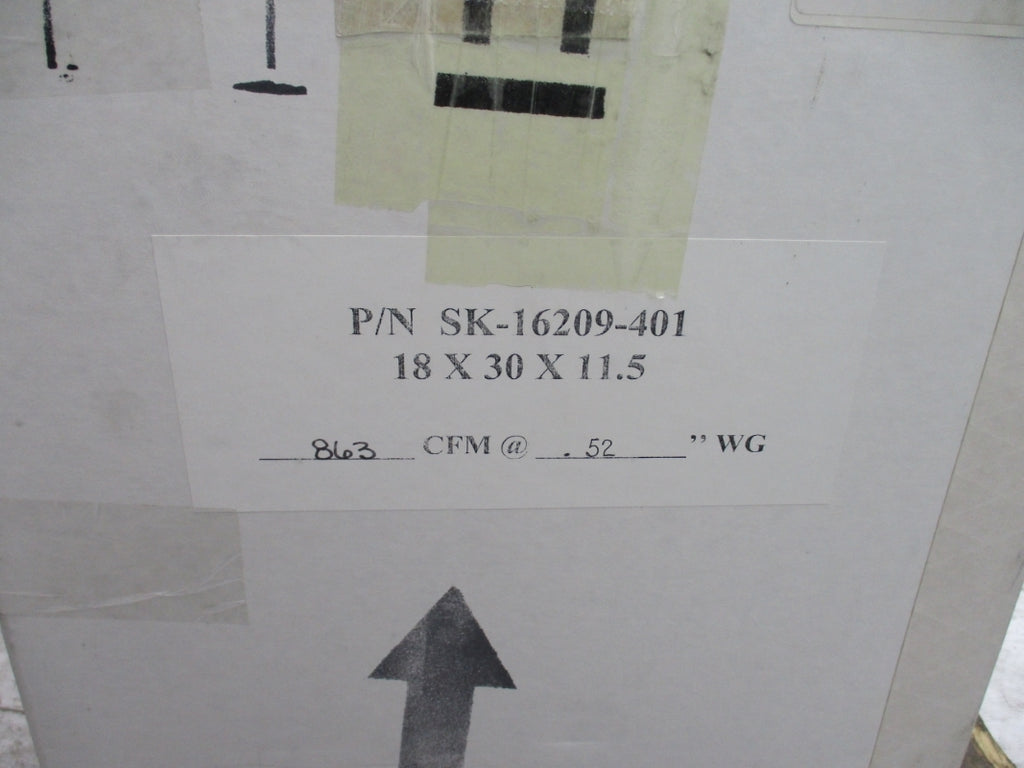 P/N SK-16209-401
18 X 30 X 11.5
863 CFM @ .52 ” WG